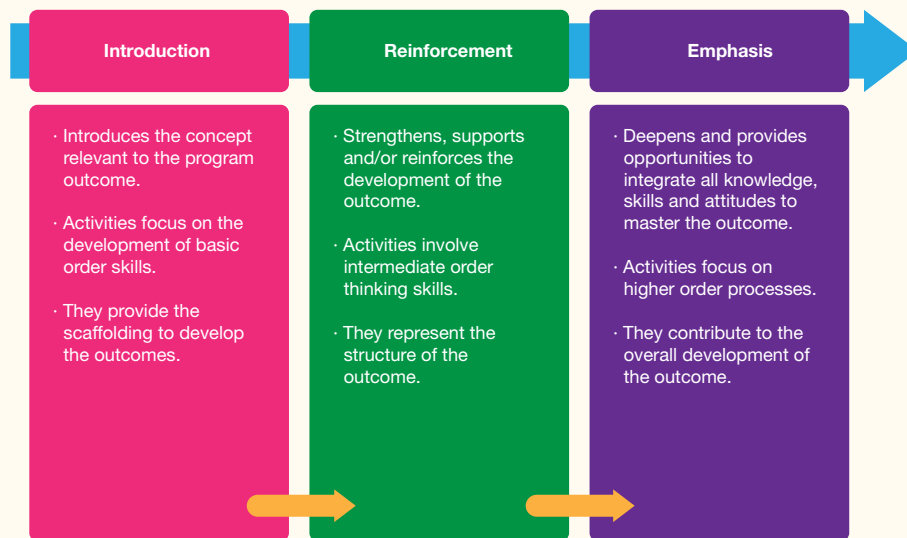 Introduction
· Introduces the concept
relevant to the program
outcome.
· Activities focus on the
development of basic
order skills.
· They provide the
scaffolding to develop
the outcomes.
Reinforcement
· Strengthens, supports
and/or reinforces the
development of the
outcome.
· Activities involve
intermediate order
thinking skills.
· They represent the
structure of the
outcome.
Emphasis
· Deepens and provides
opportunities to
integrate all knowledge,
skills and attitudes to
master the outcome.
· Activities focus on
higher order processes.
· They contribute to the
overall development of
the outcome.